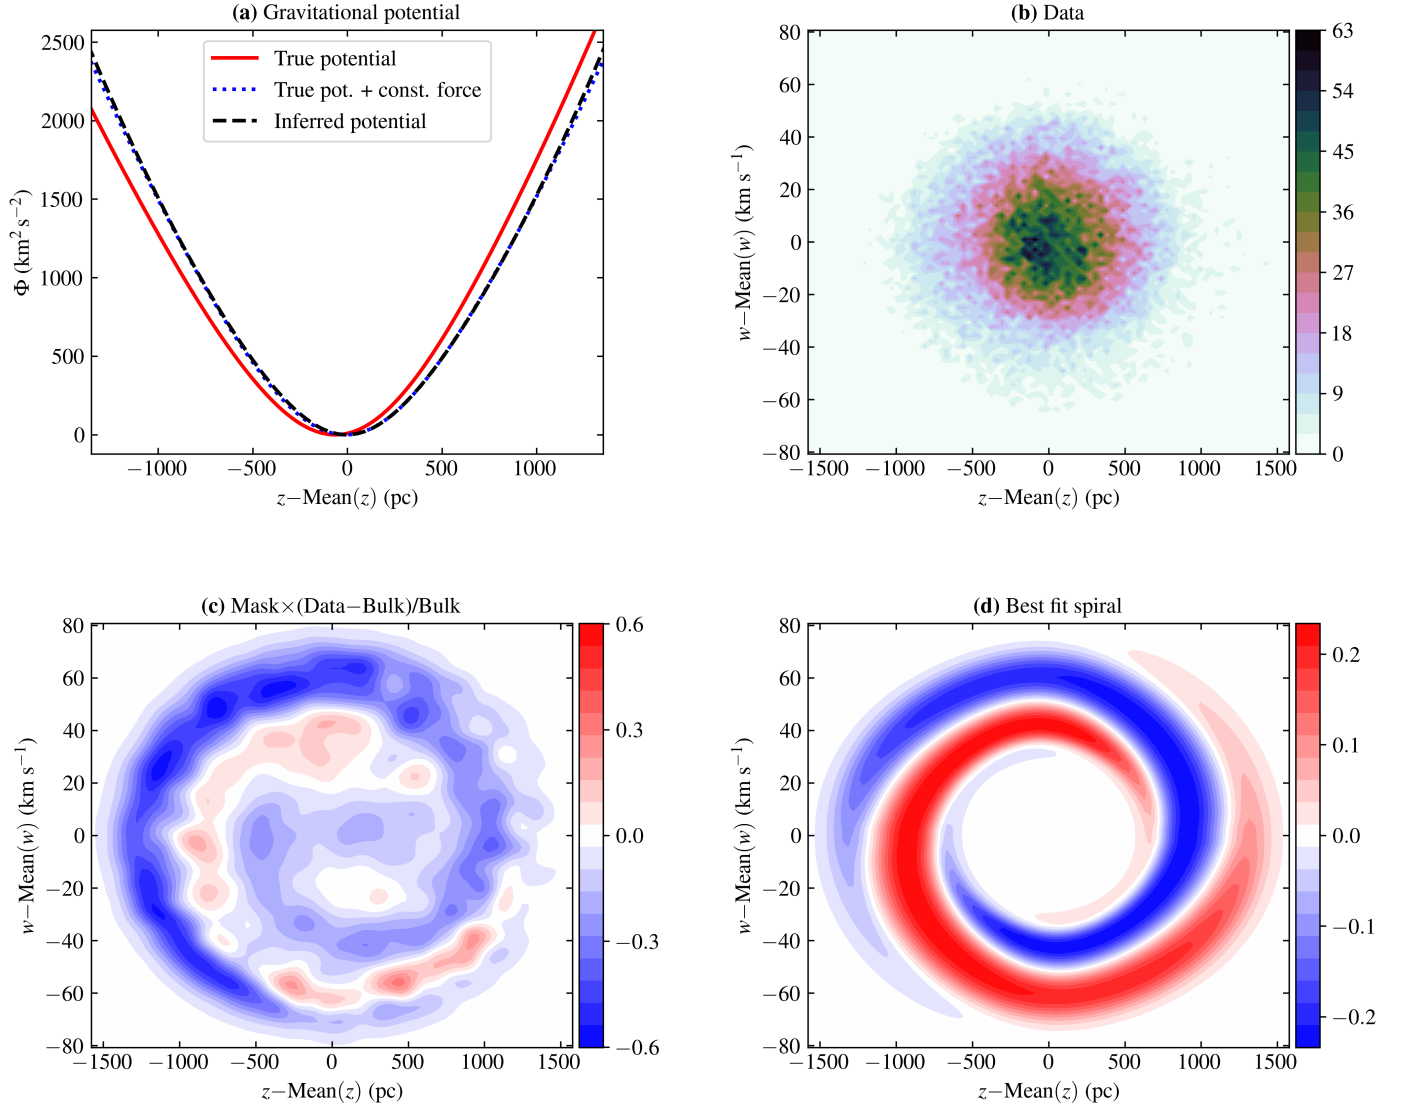 (a) Gravitational potential
2500
2000
1500
1000
500
0
Φ (km² s⁻²)
True potential
True pot. + const. force
Inferred potential
−1000 −500 0 500 1000
z−Mean(z) (pc)
(b) Data
80
60
40
20
0
−20
−40
−60
−80
w−Mean(w) (km s⁻¹)
−1500 −1000 −500 0 500 1000 1500
z−Mean(z) (pc)
63
54
45
36
27
18
9
0
(c) Mask×(Data−Bulk)/Bulk
80
60
40
20
0
−20
−40
−60
−80
w−Mean(w) (km s⁻¹)
−1500 −1000 −500 0 500 1000 1500
z−Mean(z) (pc)
0.6
0.3
0.0
−0.3
−0.6
(d) Best fit spiral
80
60
40
20
0
−20
−40
−60
−80
w−Mean(w) (km s⁻¹)
−1500 −1000 −500 0 500 1000 1500
z−Mean(z) (pc)
0.2
0.1
0.0
−0.1
−0.2